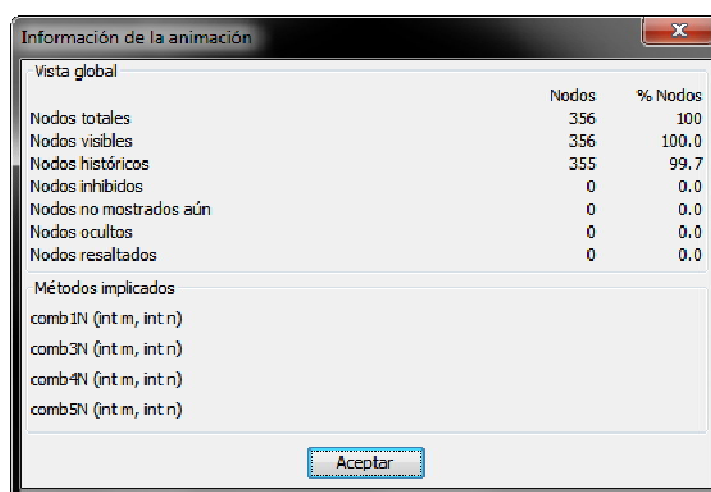 Información de la animación
Vista global
Nodos % Nodos
Nodos totales 356 100
Nodos visibles 356 100.0
Nodos históricos 355 99.7
Nodos inhibidos 0 0.0
Nodos no mostrados aún 0 0.0
Nodos ocultos 0 0.0
Nodos resaltados 0 0.0
Métodos implicados
comb1N (int m, int n)
comb3N (int m, int n)
comb4N (int m, int n)
comb5N (int m, int n)
Aceptar